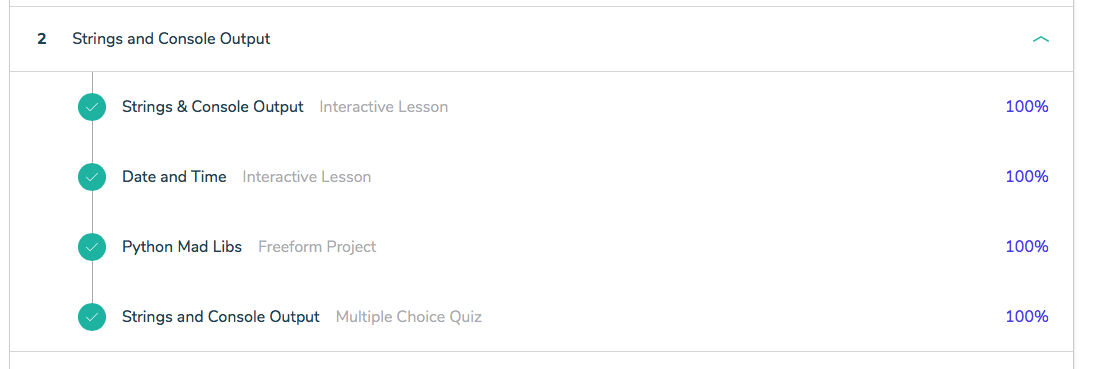 2 Strings and Console Output
Strings & Console Output Interactive Lesson 100%
Date and Time Interactive Lesson 100%
Python Mad Libs Freeform Project 100%
Strings and Console Output Multiple Choice Quiz 100%